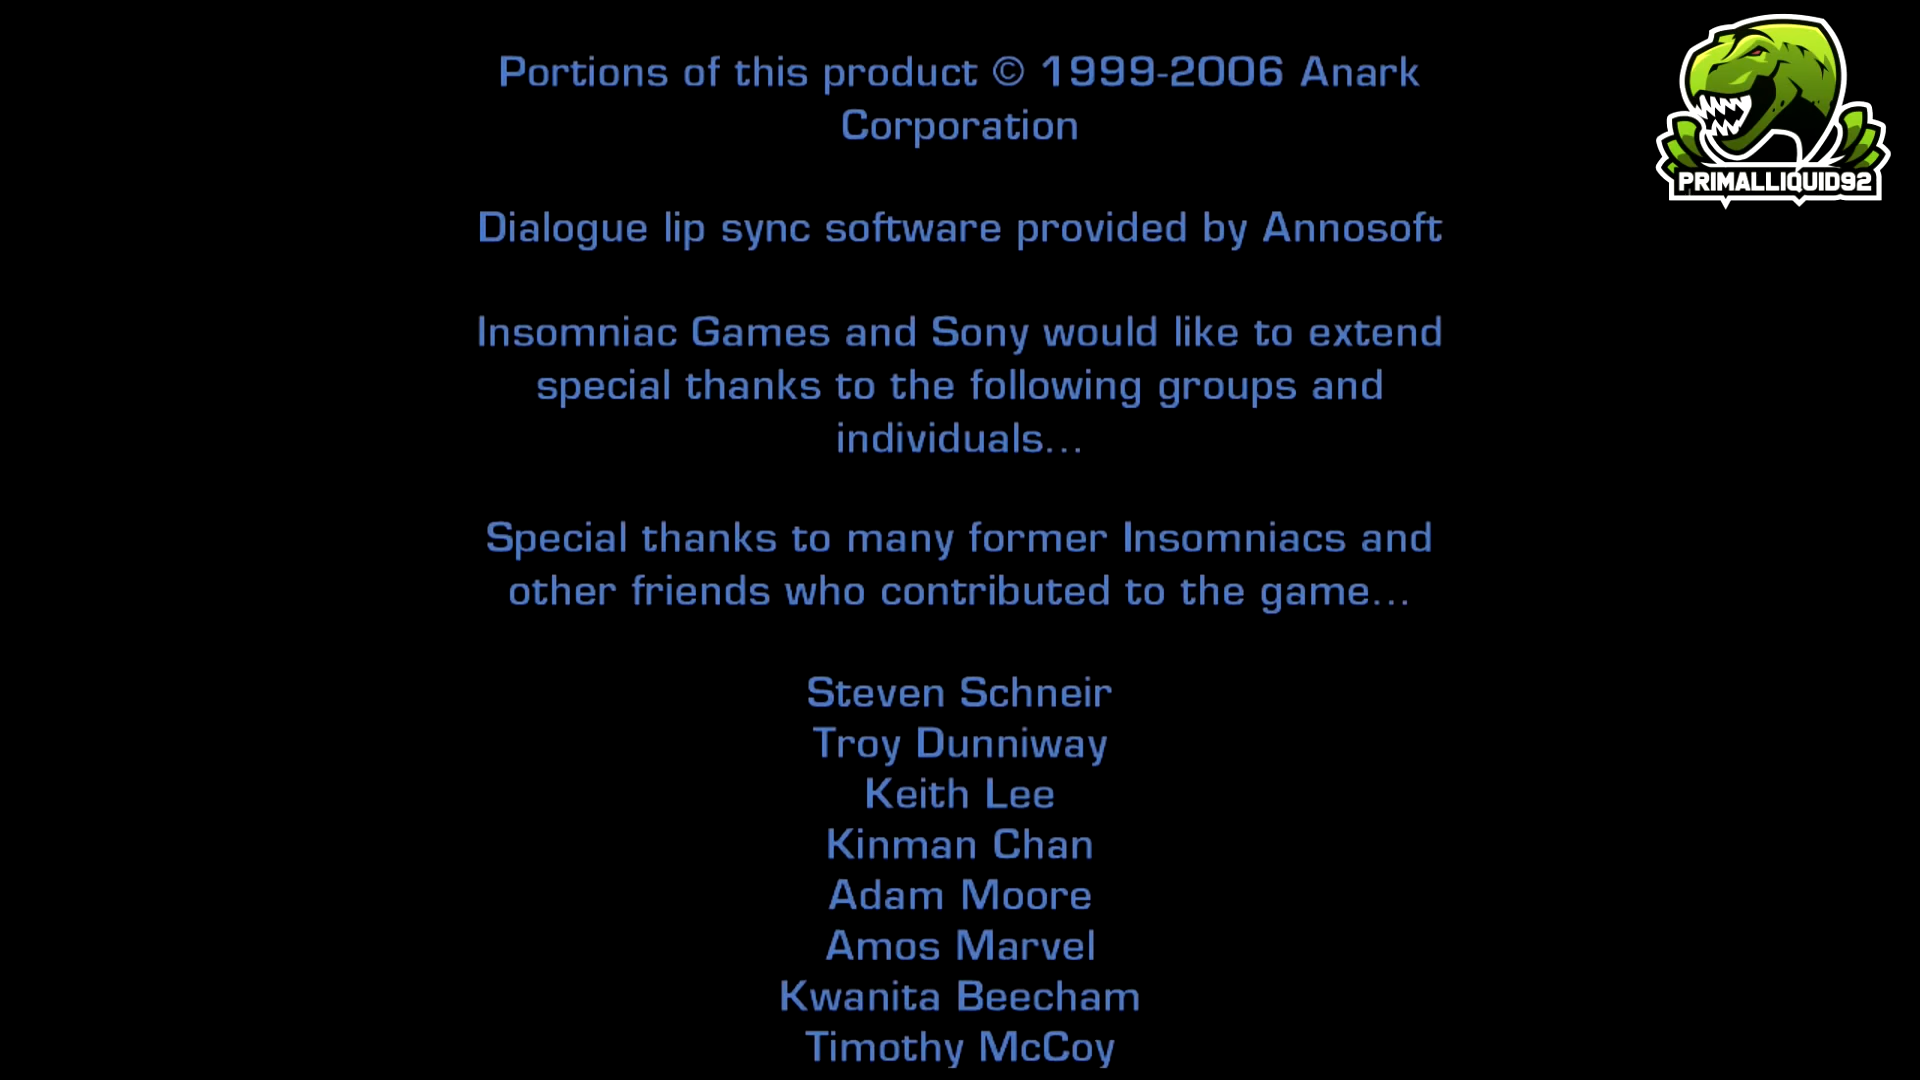 Portions of this product © 1999-2006 Anark
Corporation
Dialogue lip sync software provided by Annosoft
Insomniac Games and Sony would like to extend
special thanks to the following groups and
individuals...
Special thanks to many former Insomniacs and
other friends who contributed to the game...
Steven Schneir
Troy Dunniway
Keith Lee
Kinman Chan
Adam Moore
Amos Marvel
Kwanita Beecham
Timothy McCoy
PRIMALLIQUID92